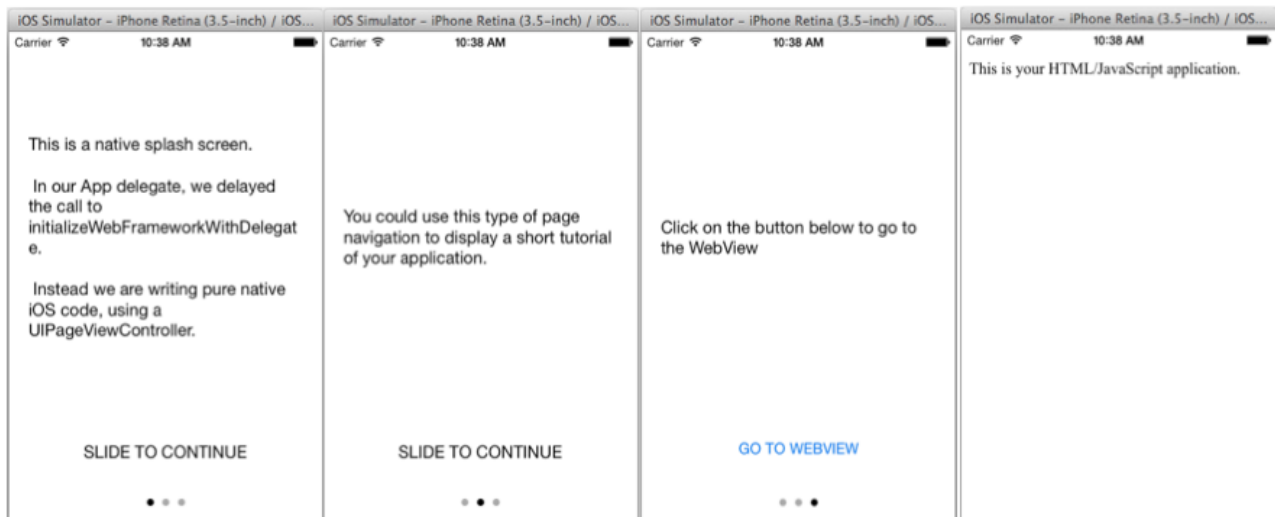 iOS Simulator – iPhone Retina (3.5-inch) / iOS...
Carrier
10:38 AM
This is a native splash screen.
In our App delegate, we delayed
the call to
initializeWebFrameworkWithDelegat
e.
Instead we are writing pure native
iOS code, using a
UIPageViewController.
SLIDE TO CONTINUE
iOS Simulator – iPhone Retina (3.5-inch) / iOS...
Carrier
10:38 AM
You could use this type of page
navigation to display a short tutorial
of your application.
SLIDE TO CONTINUE
iOS Simulator – iPhone Retina (3.5-inch) / iOS...
Carrier
10:38 AM
Click on the button below to go to
the WebView
GO TO WEBVIEW
iOS Simulator – iPhone Retina (3.5-inch) / iOS...
Carrier
10:38 AM
This is your HTML/JavaScript application.